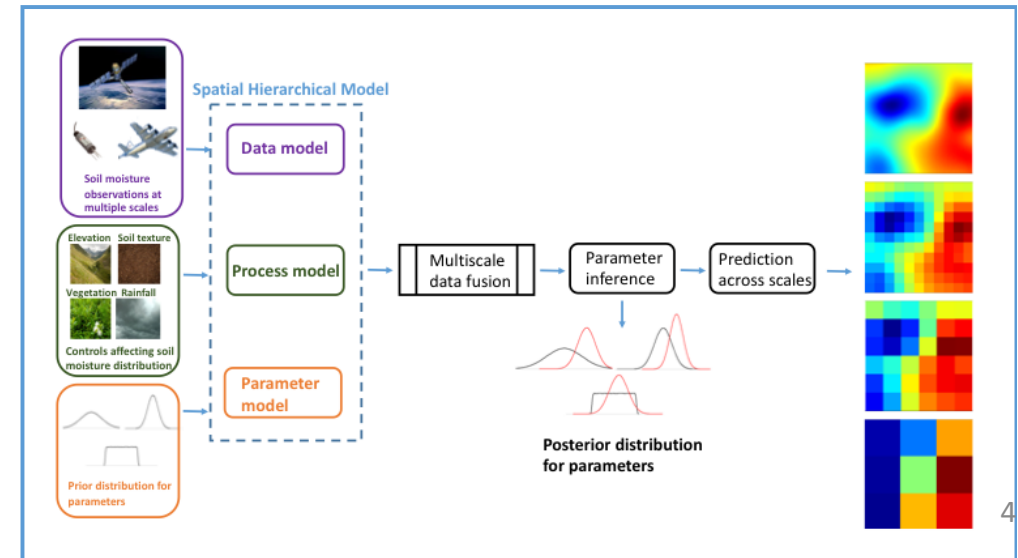 Spatial Hierarchical Model
Soil moisture
observations at
multiple scales
Data model
Elevation Soil texture
Vegetation Rainfall
Controls affecting soil
moisture distribution
Process model
Prior distribution for
parameters
Parameter
model
Multiscale
data fusion
Parameter
inference
Prediction
across scales
Posterior distribution
for parameters
4